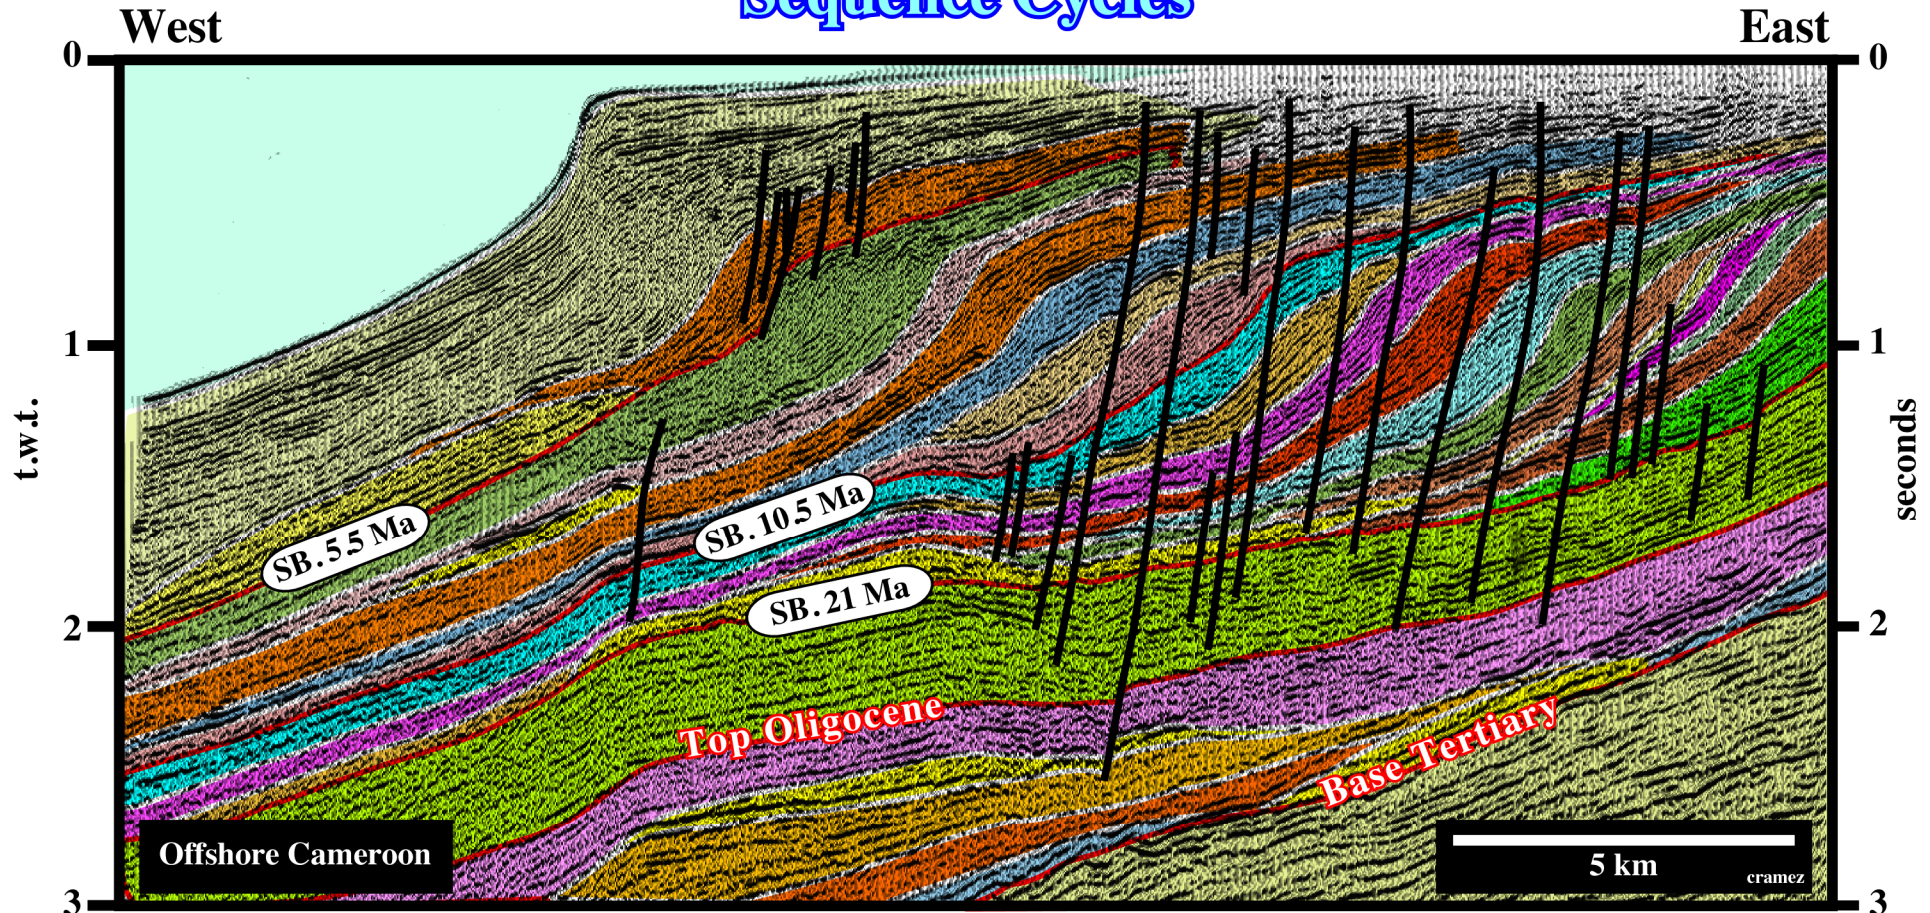 Sequence Cycles
West
East
0
0
1
1
2
2
3
3
t.w.t.
seconds
SB. 5.5 Ma
SB. 10.5 Ma
SB. 21 Ma
Top Oligocene
Base Tertiary
Offshore Cameroon
5 km
cramez